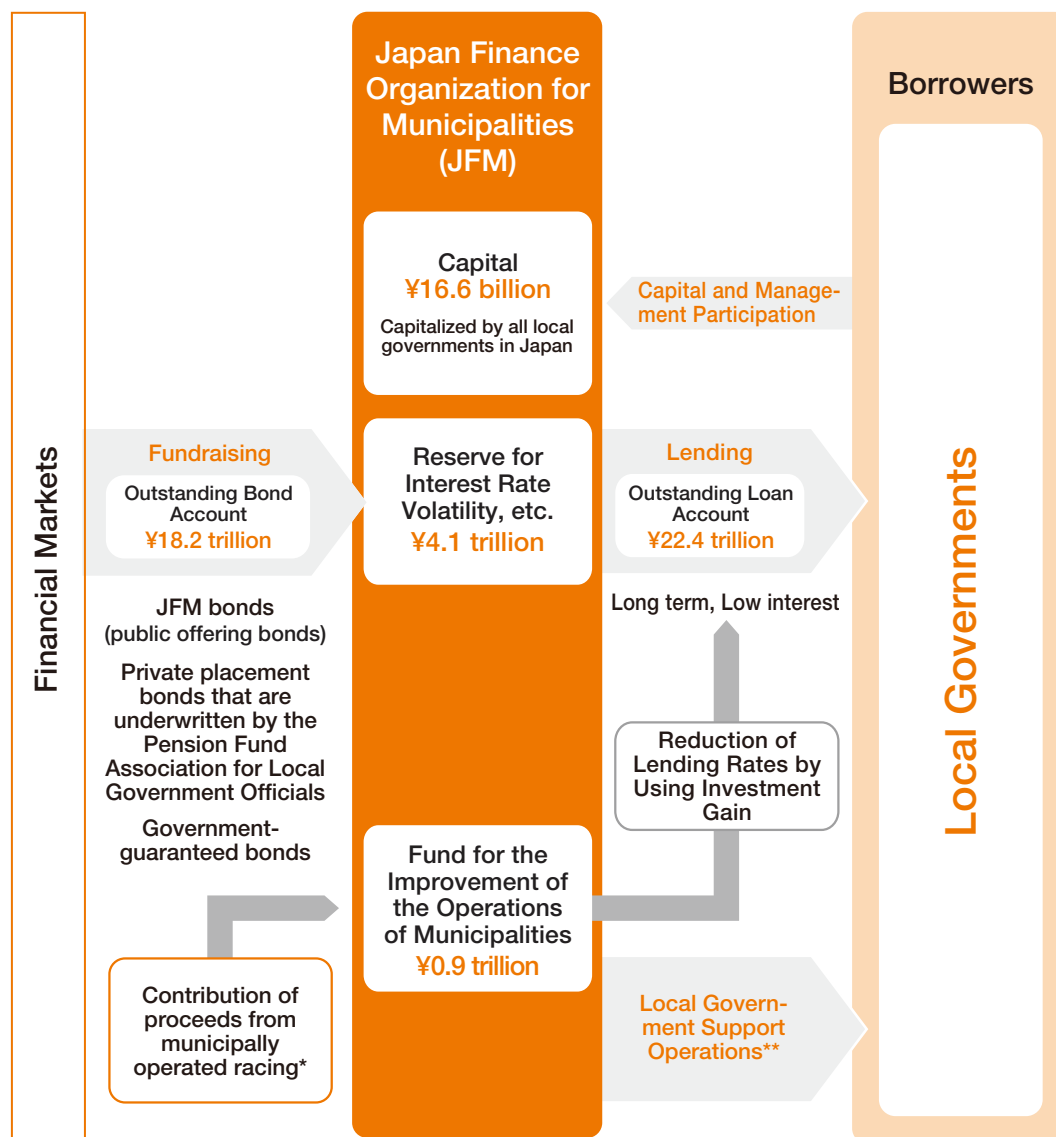 Financial Markets
Japan Finance
Organization for
Municipalities
(JFM)
Capital
¥16.6 billion
Capitalized by all local
governments in Japan
Capital and Manage-
ment Participation
Borrowers
Local Governments
Fundraising
Outstanding Bond
Account
¥18.2 trillion
Reserve for
Interest Rate
Volatility, etc.
¥4.1 trillion
Lending
Outstanding Loan
Account
¥22.4 trillion
JFM bonds
(public offering bonds)
Private placement
bonds that are
underwritten by the
Pension Fund
Association for Local
Government Officials
Government-
guaranteed bonds
Long term, Low interest
Reduction of
Lending Rates by
Using Investment
Gain
Fund for the
Improvement of
the Operations
of Municipalities
¥0.9 trillion
Contribution of
proceeds from
municipally
operated racing*
Local Govern-
ment Support
Operations**